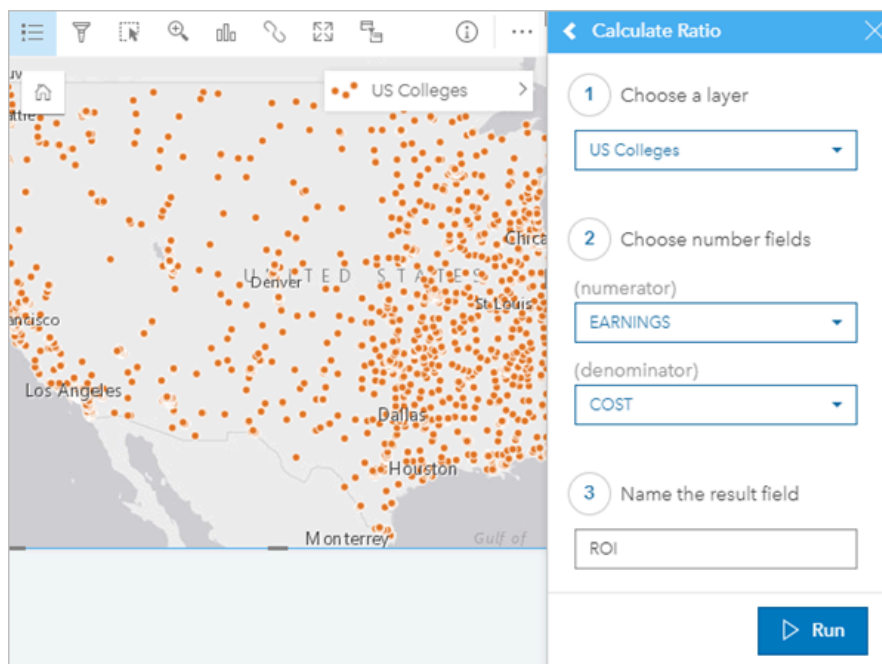 Calculate Ratio
US Colleges
1 Choose a layer
US Colleges
2 Choose number fields
(numerator)
EARNINGS
(denominator)
COST
3 Name the result field
ROI
Run
UNITED STATES
Denver
St Louis
Los Angeles
Dallas
Houston
Monterrey
Gulf of